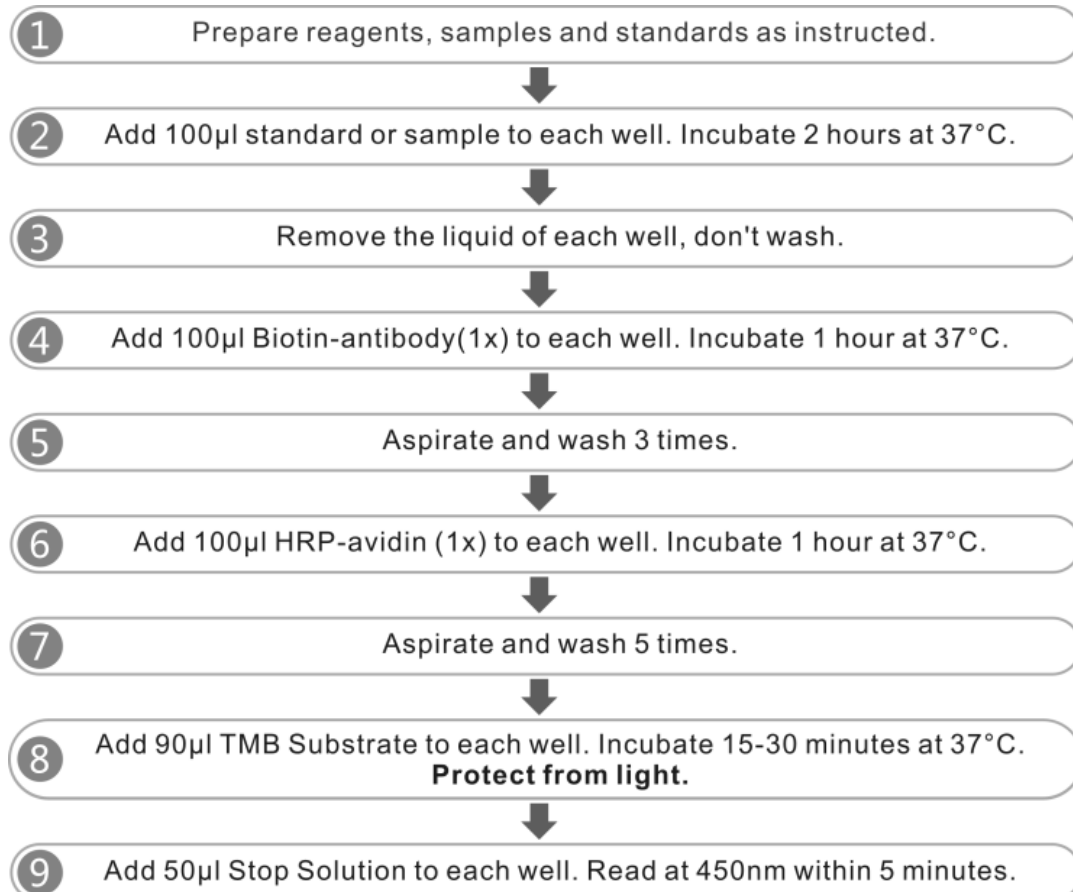 1
Prepare reagents, samples and standards as instructed.
2
Add 100µl standard or sample to each well. Incubate 2 hours at 37°C.
3
Remove the liquid of each well, don't wash.
4
Add 100µl Biotin-antibody(1x) to each well. Incubate 1 hour at 37°C.
5
Aspirate and wash 3 times.
6
Add 100µl HRP-avidin (1x) to each well. Incubate 1 hour at 37°C.
7
Aspirate and wash 5 times.
8
Add 90µl TMB Substrate to each well. Incubate 15-30 minutes at 37°C.
Protect from light.
9
Add 50µl Stop Solution to each well. Read at 450nm within 5 minutes.